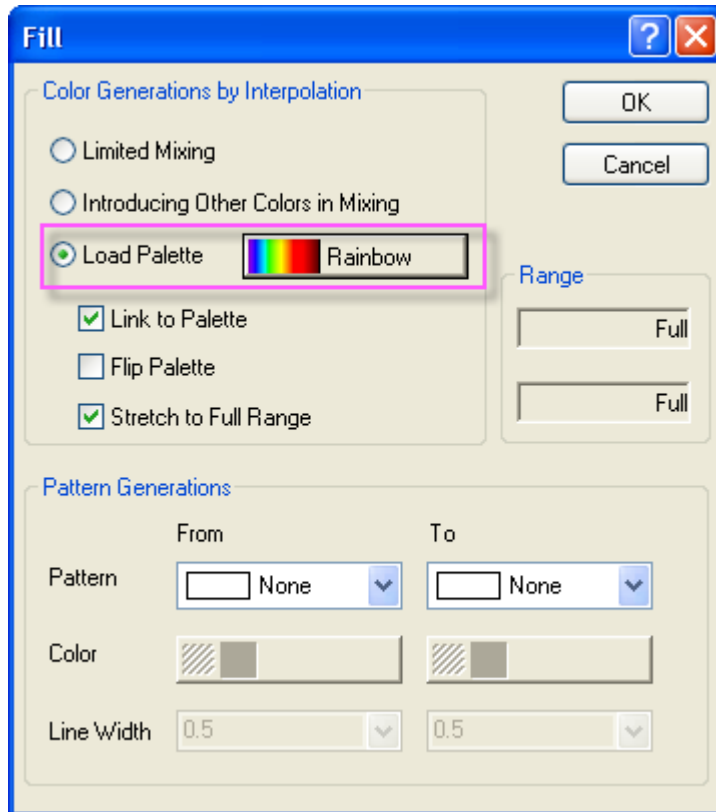 Fill
Color Generations by Interpolation
OK
Limited Mixing
Cancel
Introducing Other Colors in Mixing
Load Palette Rainbow
Range
Link to Palette
Full
Flip Palette
Full
Stretch to Full Range
Pattern Generations
From To
Pattern None None
Color
Line Width 0.5 0.5